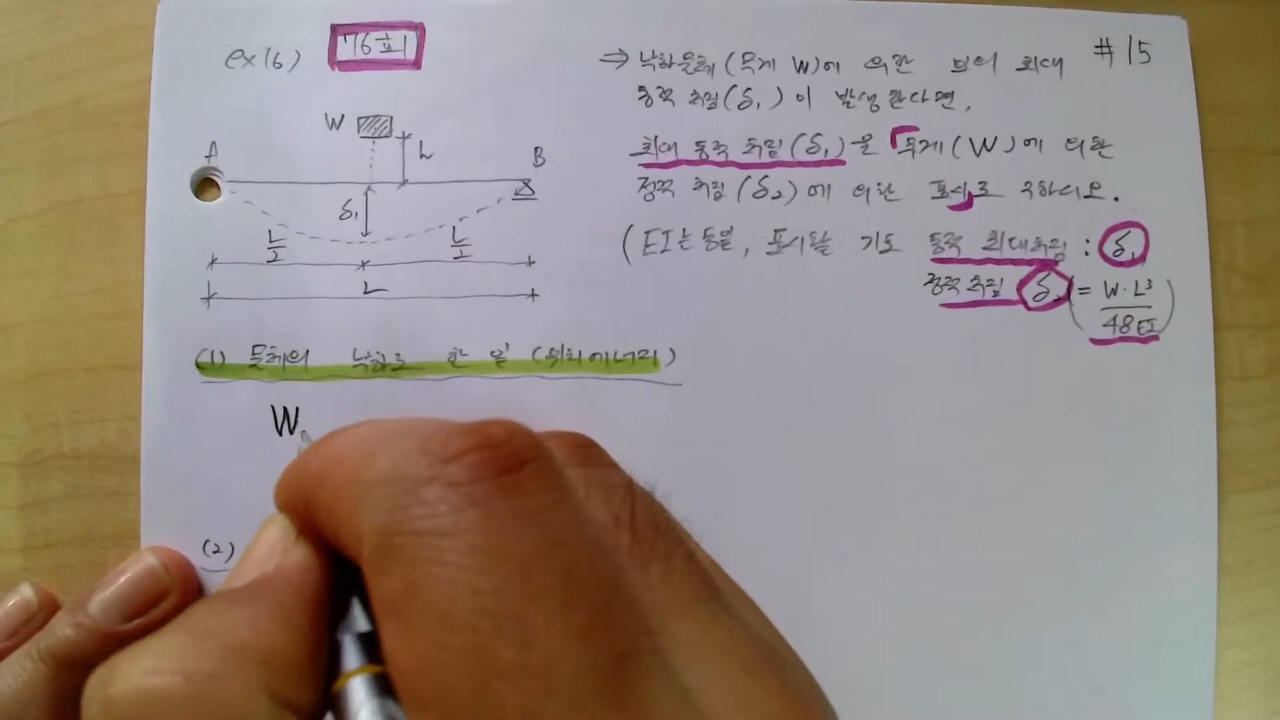 ex16) 76회1
#15
W
h
A B
δ₁
L/2 L/2
L
⇒ 낙하물체 (무게 W)에 의한 보의 최대
동적 처짐(δ₁)이 발생한다면,
최대 동적 처짐(δ₁)을 「무게(W)에 의한
정적 처짐(δ₂)에 의한 표시」로 구하시오.
(EI는 동일, 표시할 기호 동적 최대처짐 : δ₁
정적 처짐 δ₂ (= W·L³/48EI)
(1) 물체의 낙하로 한 일 (위치에너지)
W
(2)